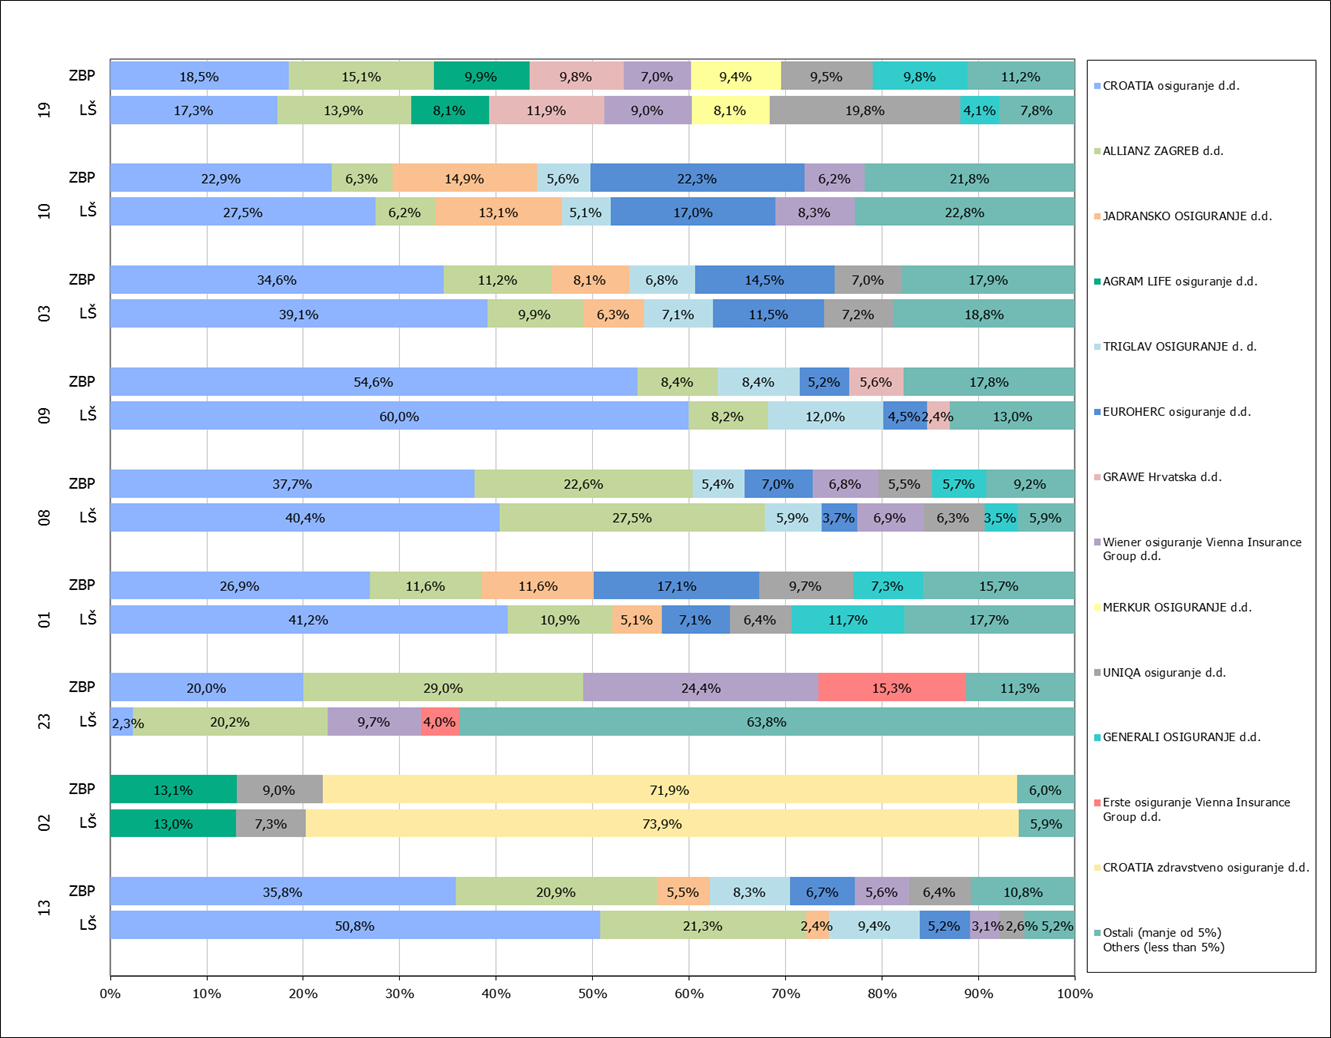 ZBP 18,5% 15,1% 9,9% 9,8% 7,0% 9,4% 9,5% 9,8% 11,2%
19
LŠ 17,3% 13,9% 8,1% 11,9% 9,0% 8,1% 19,8% 4,1% 7,8%
ZBP 22,9% 6,3% 14,9% 5,6% 22,3% 6,2% 21,8%
10
LŠ 27,5% 6,2% 13,1% 5,1% 17,0% 8,3% 22,8%
ZBP 34,6% 11,2% 8,1% 6,8% 14,5% 7,0% 17,9%
03
LŠ 39,1% 9,9% 6,3% 7,1% 11,5% 7,2% 18,8%
ZBP 54,6% 8,4% 8,4% 5,2% 5,6% 17,8%
09
LŠ 60,0% 8,2% 12,0% 4,5% 2,4% 13,0%
ZBP 37,7% 22,6% 5,4% 7,0% 6,8% 5,5% 5,7% 9,2%
08
LŠ 40,4% 27,5% 5,9% 3,7% 6,9% 6,3% 3,5% 5,9%
ZBP 26,9% 11,6% 11,6% 17,1% 9,7% 7,3% 15,7%
01
LŠ 41,2% 10,9% 5,1% 7,1% 6,4% 11,7% 17,7%
ZBP 20,0% 29,0% 24,4% 15,3% 11,3%
23
LŠ 2,3% 20,2% 9,7% 4,0% 63,8%
ZBP 13,1% 9,0% 71,9% 6,0%
02
LŠ 13,0% 7,3% 73,9% 5,9%
ZBP 35,8% 20,9% 5,5% 8,3% 6,7% 5,6% 6,4% 10,8%
13
LŠ 50,8% 21,3% 2,4% 9,4% 5,2% 3,1% 2,6% 5,2%
0% 10% 20% 30% 40% 50% 60% 70% 80% 90% 100%
CROATIA osiguranje d.d.
ALLIANZ ZAGREB d.d.
JADRANSKO OSIGURANJE d.d.
AGRAM LIFE osiguranje d.d.
TRIGLAV OSIGURANJE d. d.
EUROHERC osiguranje d.d.
GRAWE Hrvatska d.d.
Wiener osiguranje Vienna Insurance
Group d.d.
MERKUR OSIGURANJE d.d.
UNIQA osiguranje d.d.
GENERALI OSIGURANJE d.d.
Erste osiguranje Vienna Insurance
Group d.d.
CROATIA zdravstveno osiguranje d.d.
Ostali (manje od 5%)
Others (less than 5%)